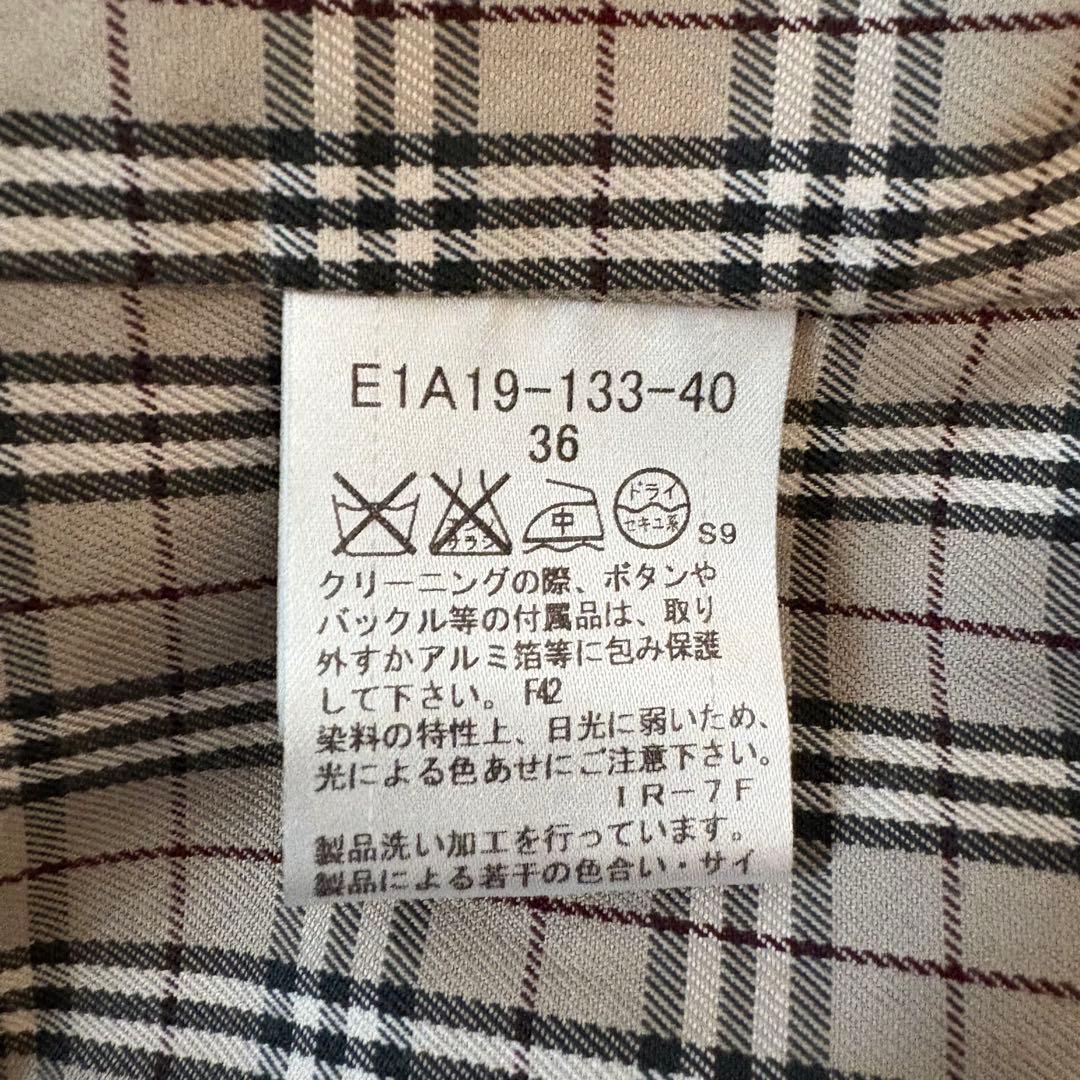 E1A19-133-40
36
中
ドライ
セキユ系
S9
クリーニングの際、ボタンや
バックル等の付属品は、取り
外すかアルミ箔等に包み保護
して下さい。 F42
染料の特性上、日光に弱いため、
光による色あせにご注意下さい。
IR-7F
製品洗い加工を行っています。
製品による若干の色合い・サイ